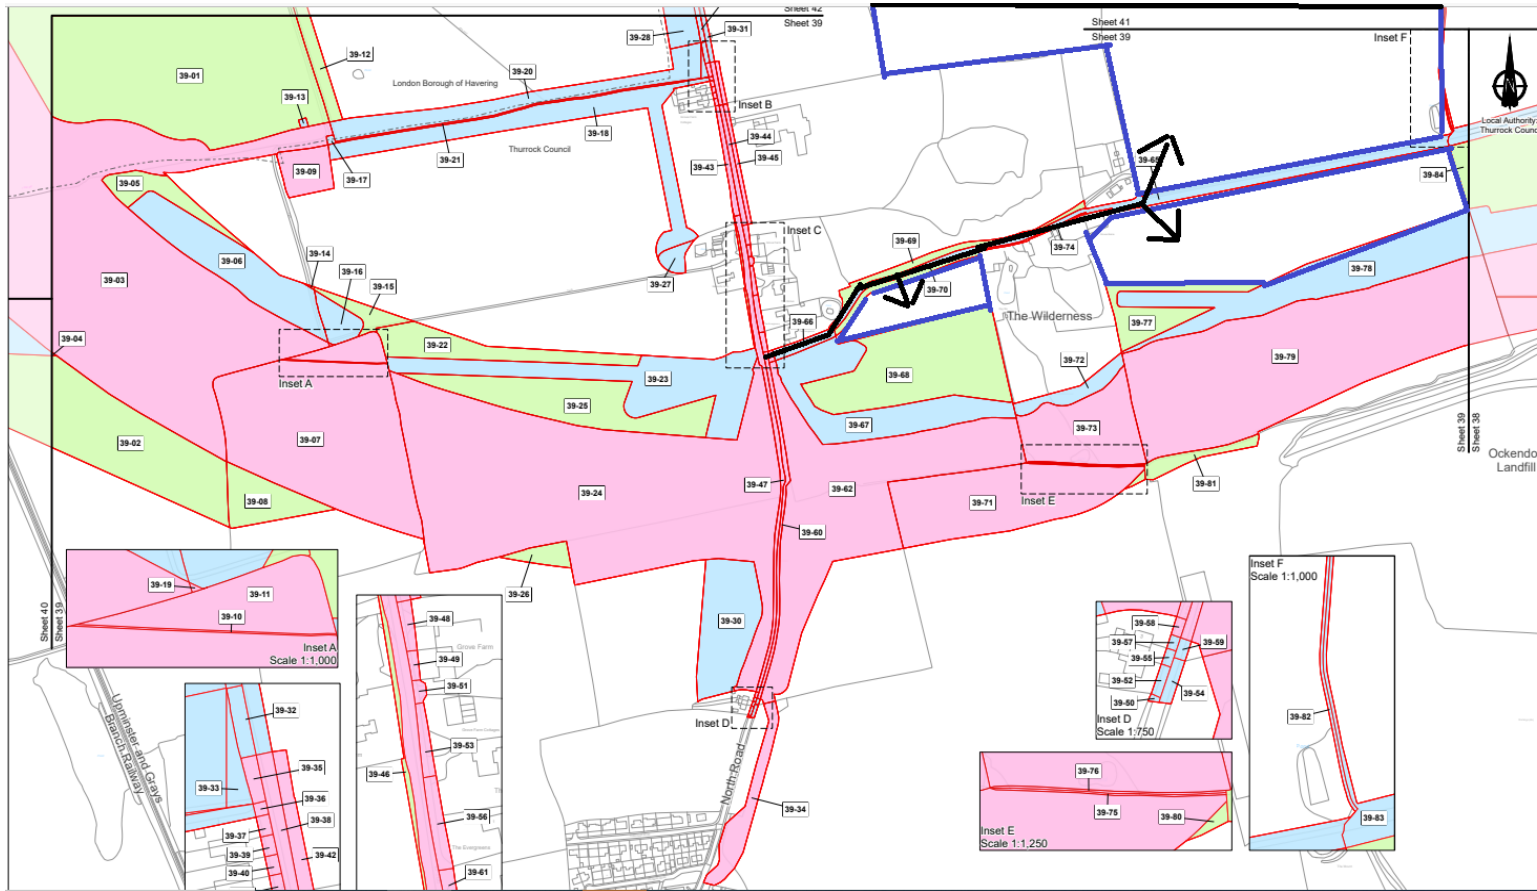 Sheet 42
Sheet 39
Sheet 41
Sheet 39
Inset F
39-28
39-31
39-12
39-01
39-20
London Borough of Havering
39-13
Inset B
Local Authority:
Thurrock Counc
39-18
39-44
39-21
Thurrock Council
39-45
39-43
39-65
39-09
39-17
39-84
39-05
Inset C
39-69
39-74
39-14
39-06
39-16
39-78
39-03
39-15
39-27
39-70
39-66
The Wilderness
39-77
39-04
39-22
39-79
39-72
39-23
39-68
Inset A
39-25
39-67
39-73
39-02
39-07
Sheet 39
Sheet 38
Ockendo
Landfill
39-47
39-62
39-81
39-08
39-24
39-71
Inset E
39-60
39-26
Sheet 40
Sheet 39
39-19
39-11
39-10
Inset A
Scale 1:1,000
39-30
Inset D
North Road
39-34
Upminster and Grays
Branch Railway
39-32
39-35
39-33
39-36
39-38
39-37
39-39
39-42
39-40
39-48
Grove Farm
39-49
39-51
39-53
39-46
39-56
The Evergreens
39-61
39-58
39-57
39-59
39-55
39-52
39-54
39-50
Inset D
Scale 1:750
39-76
39-75
39-80
Inset E
Scale 1:1,250
Inset F
Scale 1:1,000
39-82
39-83